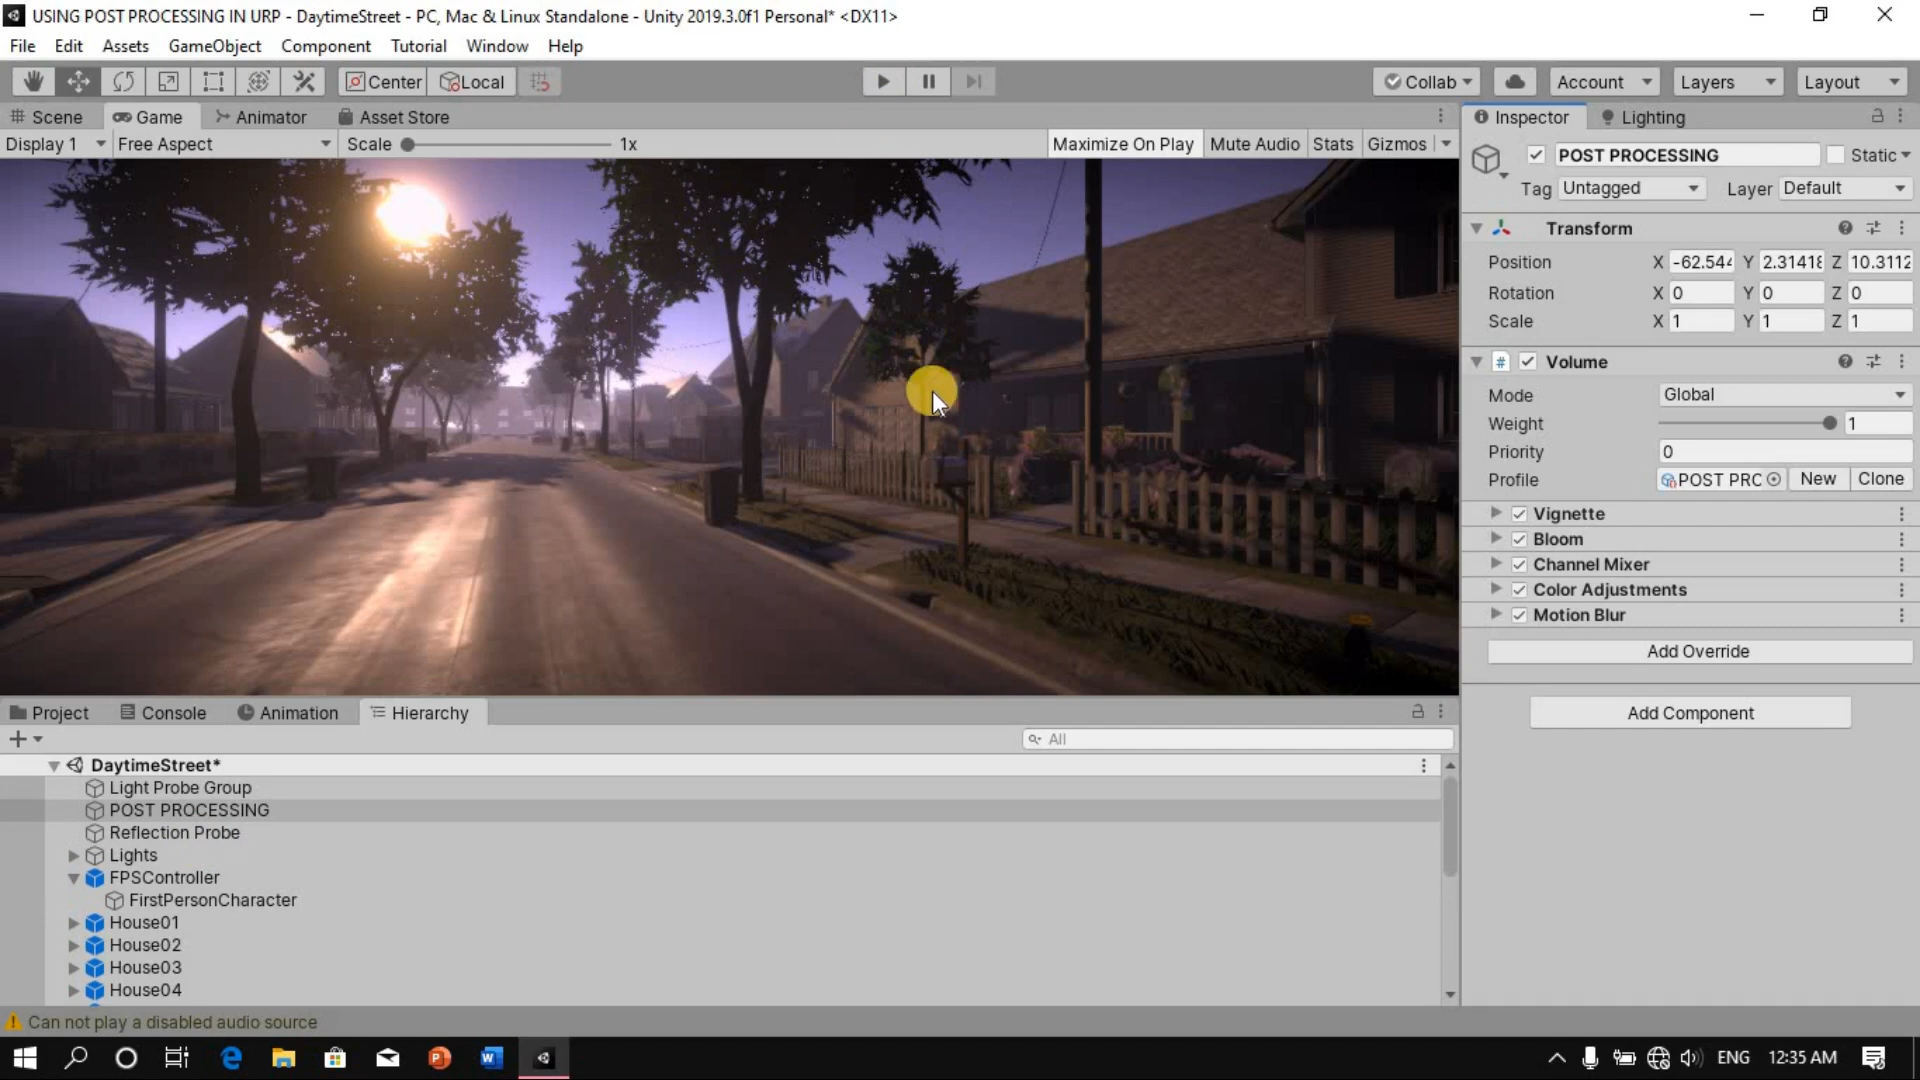 USING POST PROCESSING IN URP - DaytimeStreet - PC, Mac & Linux Standalone - Unity 2019.3.0f1 Personal* <DX11>
File Edit Assets GameObject Component Tutorial Window Help
Center Local Collab Account Layers Layout
Scene Game Animator Asset Store
Display 1 Free Aspect Scale 1x Maximize On Play Mute Audio Stats Gizmos
Inspector Lighting
POST PROCESSING Static
Tag Untagged Layer Default
Transform
Position X -62.544 Y 2.31418 Z 10.3112
Rotation X 0 Y 0 Z 0
Scale X 1 Y 1 Z 1
# Volume
Mode Global
Weight 1
Priority 0
Profile POST PRC New Clone
Vignette
Bloom
Channel Mixer
Color Adjustments
Motion Blur
Add Override
Add Component
Project Console Animation Hierarchy
All
DaytimeStreet*
Light Probe Group
POST PROCESSING
Reflection Probe
Lights
FPSController
FirstPersonCharacter
House01
House02
House03
House04
Can not play a disabled audio source
ENG 12:35 AM